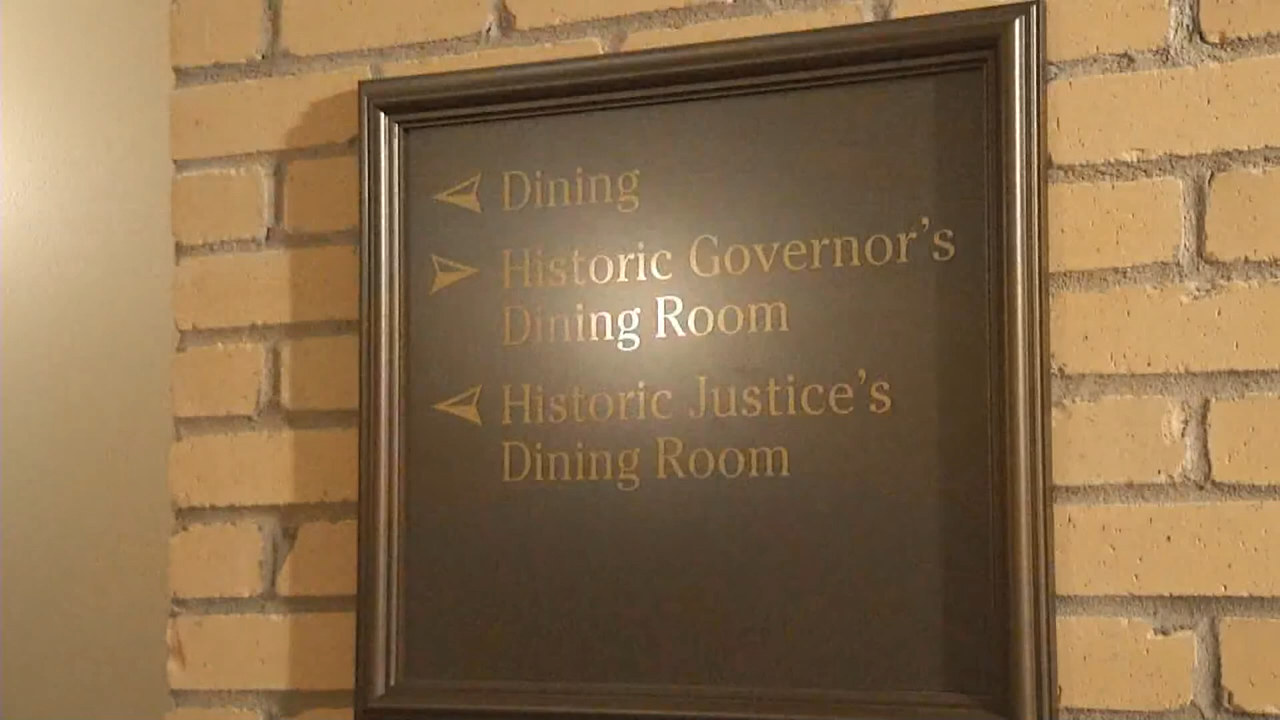 Dining
Historic Governor's
Dining Room
Historic Justice's
Dining Room